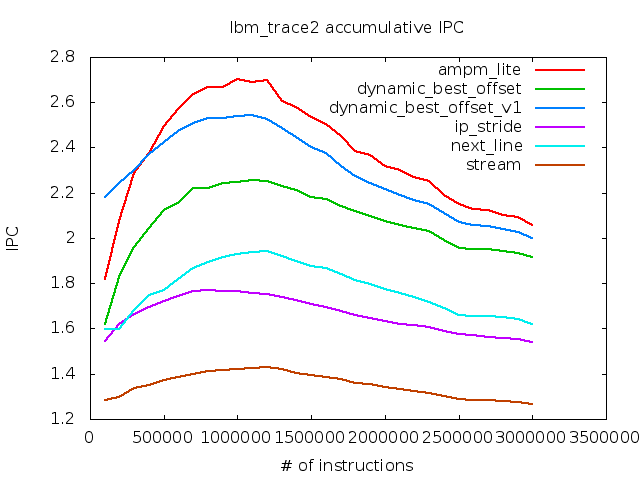 lbm_trace2 accumulative IPC
2.8
2.6
2.4
2.2
2
1.8
1.6
1.4
1.2
IPC
ampm_lite
dynamic_best_offset
dynamic_best_offset_v1
ip_stride
next_line
stream
0 500000 1000000 1500000 2000000 2500000 3000000 3500000
# of instructions